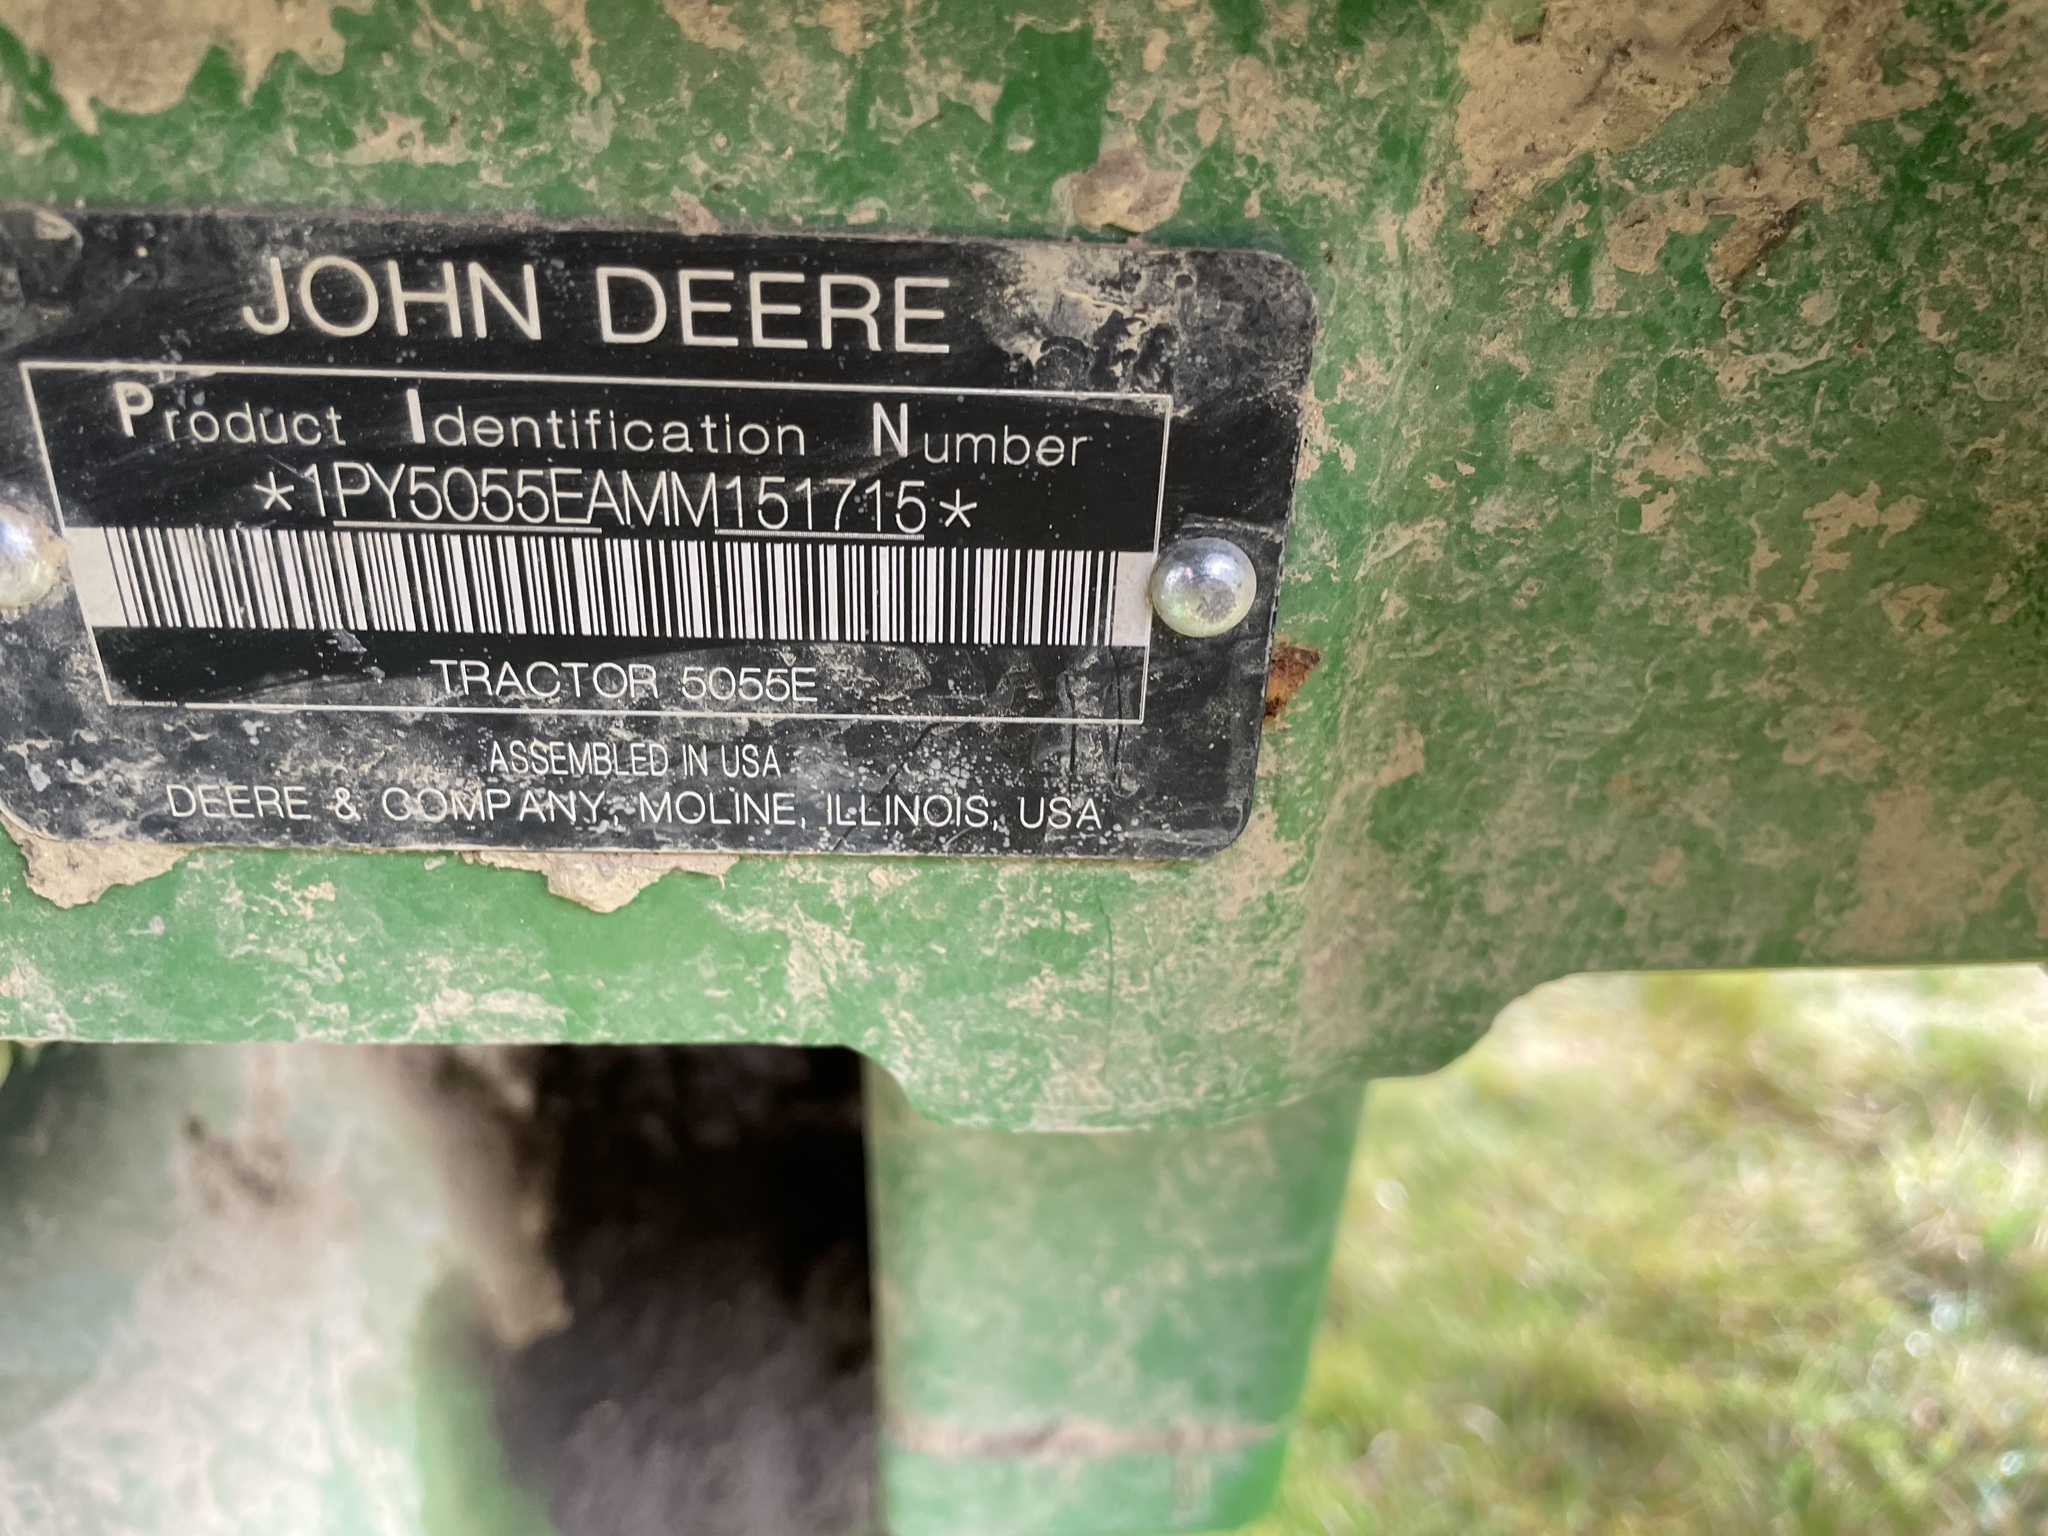 JOHN DEERE
Product Identification Number
*1PY5055EAMM151715*
TRACTOR 5055E
ASSEMBLED IN USA
DEERE & COMPANY, MOLINE, ILLINOIS, USA